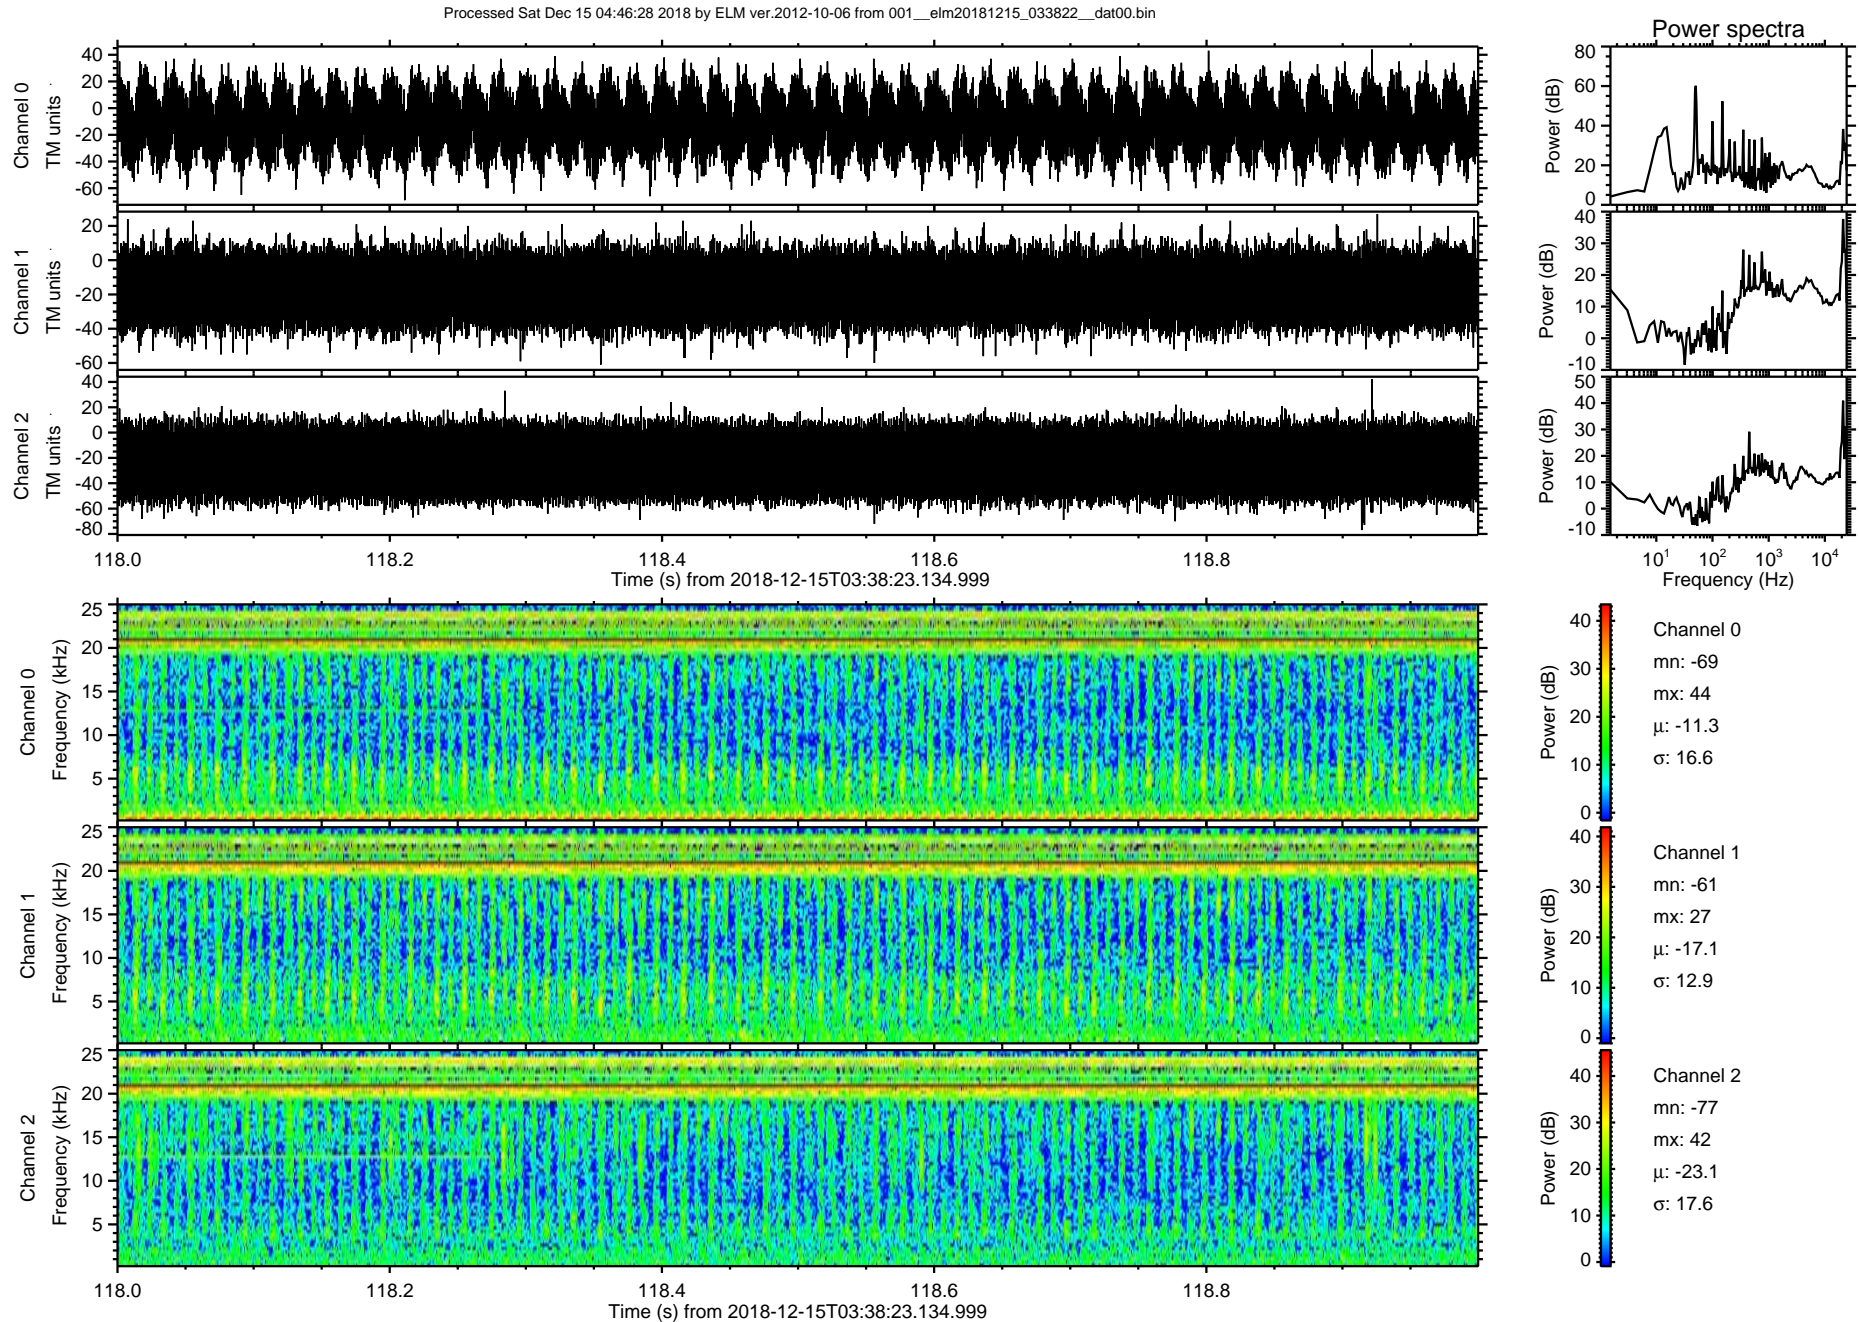 Processed Sat Dec 15 04:46:28 2018 by ELM ver.2012-10-06 from 001__elm20181215_033822__dat00.bin
Power spectra
Channel 0
TM units
40
20
0
-20
-40
-60
Power (dB)
80
60
40
20
0
Channel 1
TM units
20
0
-20
-40
-60
Power (dB)
40
30
20
10
0
-10
Channel 2
TM units
40
20
0
-20
-40
-60
-80
Power (dB)
50
40
30
20
10
0
-10
118.0 118.2 118.4 118.6 118.8
Time (s) from 2018-12-15T03:38:23.134.999
10^1 10^2 10^3 10^4
Frequency (Hz)
Channel 0
Frequency (kHz)
25
20
15
10
5
Power (dB)
40
30
20
10
0
Channel 0
mn: -69
mx: 44
μ: -11.3
σ: 16.6
Channel 1
Frequency (kHz)
25
20
15
10
5
Power (dB)
40
30
20
10
0
Channel 1
mn: -61
mx: 27
μ: -17.1
σ: 12.9
Channel 2
Frequency (kHz)
25
20
15
10
5
Power (dB)
40
30
20
10
0
Channel 2
mn: -77
mx: 42
μ: -23.1
σ: 17.6
118.0 118.2 118.4 118.6 118.8
Time (s) from 2018-12-15T03:38:23.134.999